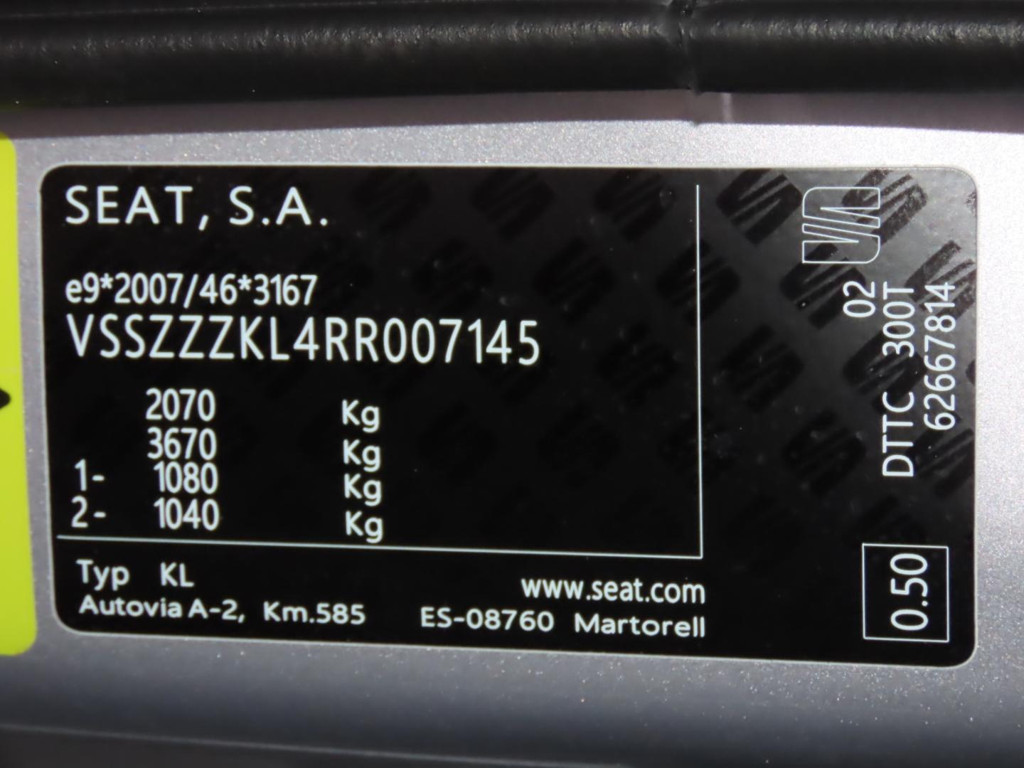 SEAT, S.A.
e9*2007/46*3167
VSSZZZKL4RR007145
2070 Kg
3670 Kg
1- 1080 Kg
2- 1040 Kg
Typ KL
www.seat.com
Autovia A-2, Km.585 ES-08760 Martorell
02
DTTC 300T
62667814
0.50